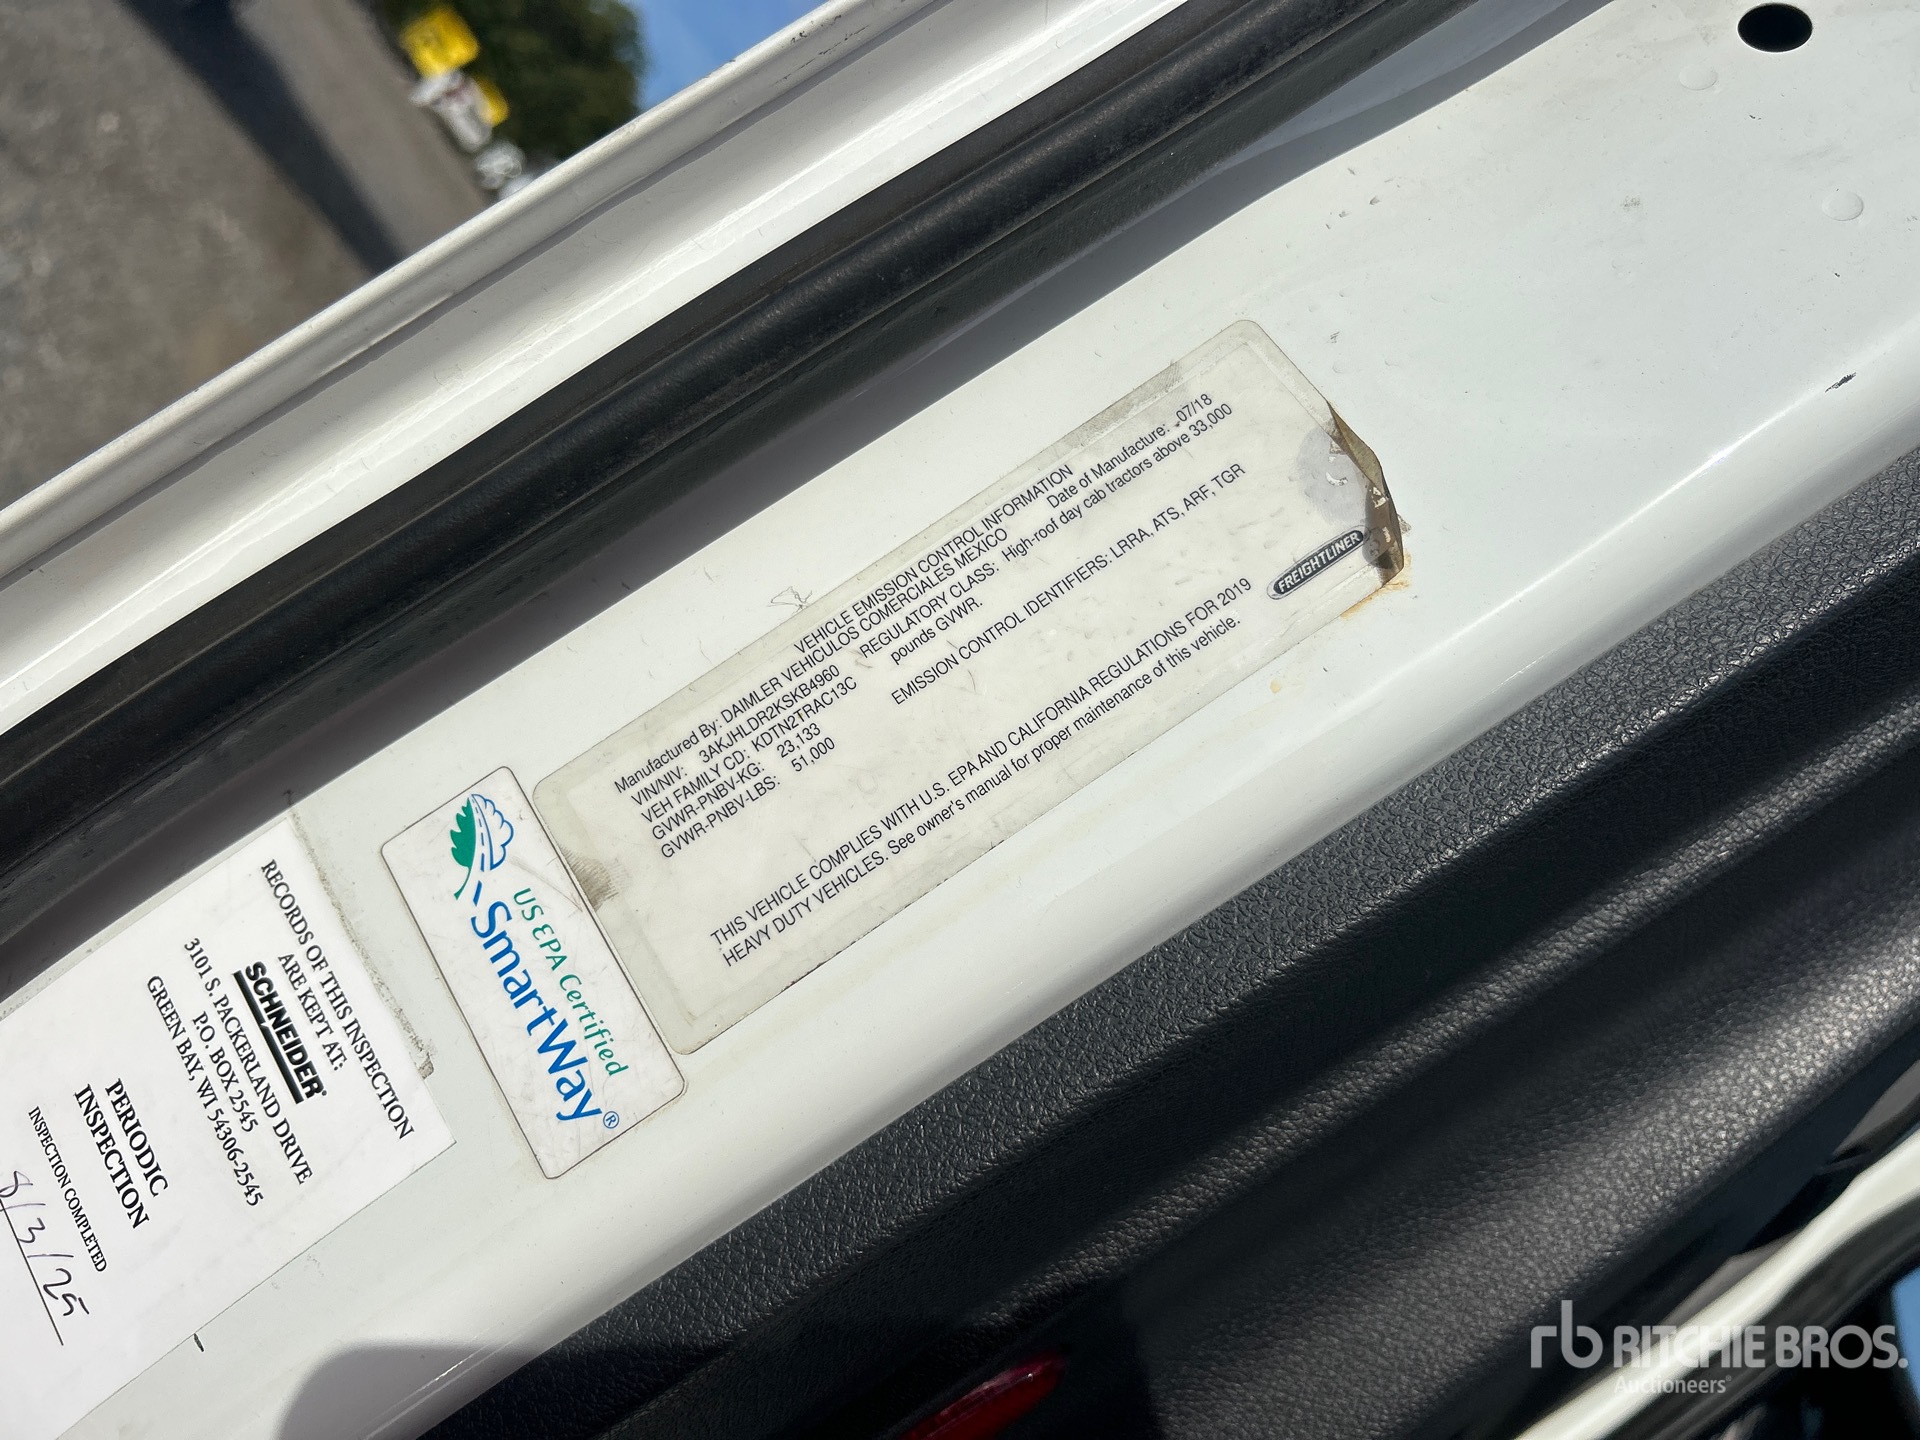 VEHICLE EMISSION CONTROL INFORMATION
Manufactured By: DAIMLER VEHICULOS COMERCIALES MEXICO Date of Manufacture: 07/18
VIN/NIV: 3AKJHLDR2KSKB4960 REGULATORY CLASS: High-roof day cab tractors above 33,000
VEH FAMILY CD: KDTN2TRAC13C pounds GVWR.
GVWR-PNBV-KG: 23,133
GVWR-PNBV-LBS: 51,000 EMISSION CONTROL IDENTIFIERS: LRRA, ATS, ARF, TGR
THIS VEHICLE COMPLIES WITH U.S. EPA AND CALIFORNIA REGULATIONS FOR 2019
HEAVY DUTY VEHICLES. See owner's manual for proper maintenance of this vehicle.
FREIGHTLINER
US EPA Certified
SmartWay®
RECORDS OF THIS INSPECTION
ARE KEPT AT:
SCHNEIDER®
3101 S. PACKERLAND DRIVE
P.O. BOX 2545
GREEN BAY, WI 54306-2545
PERIODIC
INSPECTION
INSPECTION COMPLETED
8/3/25
rb RITCHIE BROS.
Auctioneers